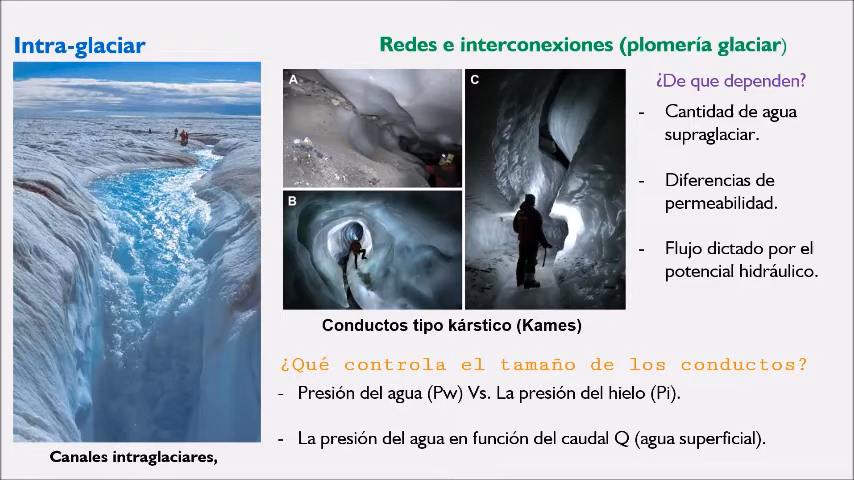 Intra-glaciar
Redes e interconexiones (plomería glaciar)
A
B
C
Conductos tipo kárstico (Kames)
¿De que dependen?
- Cantidad de agua
supraglaciar.
- Diferencias de
permeabilidad.
- Flujo dictado por el
potencial hidráulico.
¿Qué controla el tamaño de los conductos?
- Presión del agua (Pw) Vs. La presión del hielo (Pi).
- La presión del agua en función del caudal Q (agua superficial).
Canales intraglaciares,